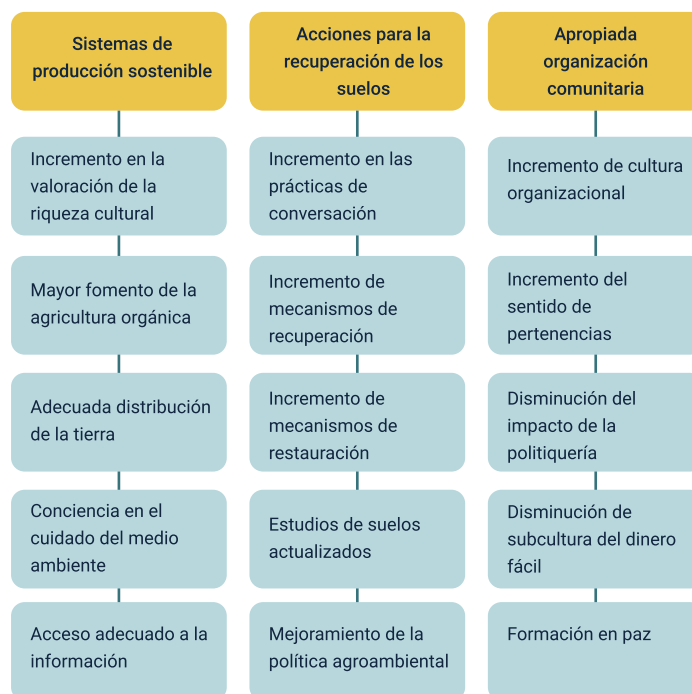 Sistemas de
producción sostenible
Incremento en la
valoración de la
riqueza cultural
Mayor fomento de la
agricultura orgánica
Adecuada distribución
de la tierra
Conciencia en el
cuidado del medio
ambiente
Acceso adecuado a la
información
Acciones para la
recuperación de los
suelos
Incremento en las
prácticas de
conversación
Incremento de
mecanismos de
recuperación
Incremento de
mecanismos de
restauración
Estudios de suelos
actualizados
Mejoramiento de la
política agroambiental
Apropiada
organización
comunitaria
Incremento de cultura
organizacional
Incremento del
sentido de
pertenencias
Disminución del
impacto de la
politiquería
Disminución de
subcultura del dinero
fácil
Formación en paz